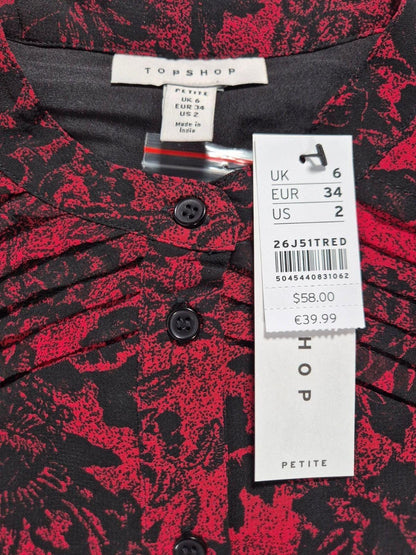 TOPSHOP
PETITE
UK 6
EUR 34
US 2
Made in
India
UK 6
EUR 34
US 2
26J51TRED
5045440831062
$58.00
€39.99
HOP
PETITE